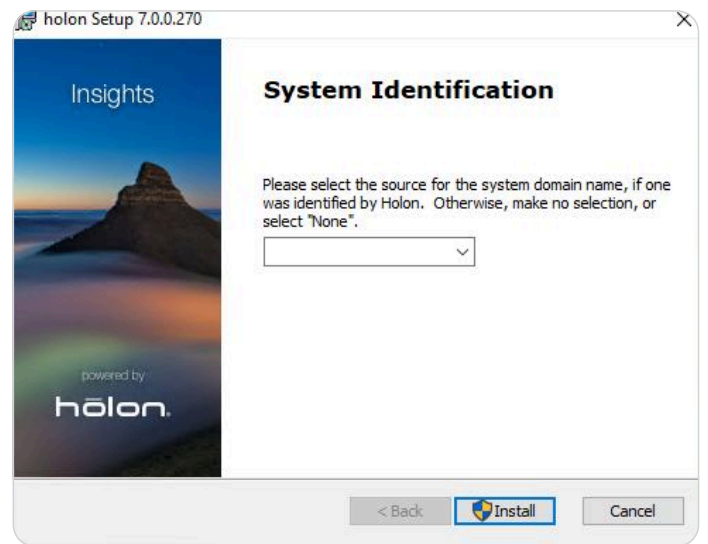 holon Setup 7.0.0.270
Insights
System Identification
Please select the source for the system domain name, if one
was identified by Holon. Otherwise, make no selection, or
select "None".
powered by
hōlon.
< Back
Install
Cancel